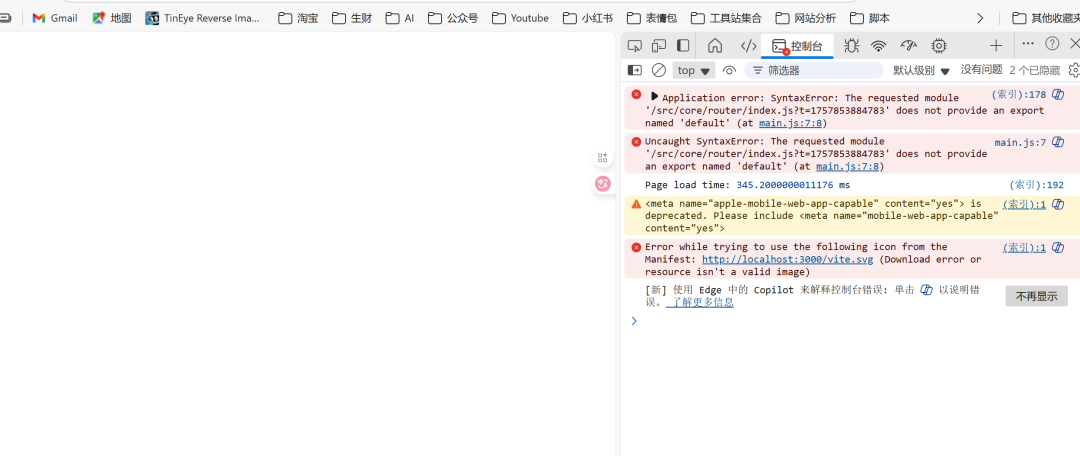 Gmail 地图 TinEye Reverse Ima... 淘宝 生财 AI 公众号 Youtube 小红书 表情包 工具站集合 网站分析 脚本 其他收藏夹
控制台
top 筛选器 默认级别 没有问题 2 个已隐藏
Application error: SyntaxError: The requested module (索引):178
'/src/core/router/index.js?t=1757853884783' does not provide an export
named 'default' (at main.js:7:8)
Uncaught SyntaxError: The requested module main.js:7
'/src/core/router/index.js?t=1757853884783' does not provide
an export named 'default' (at main.js:7:8)
Page load time: 345.2000000011176 ms (索引):192
<meta name="apple-mobile-web-app-capable" content="yes"> is (索引):1
deprecated. Please include <meta name="mobile-web-app-capable"
content="yes">
Error while trying to use the following icon from the (索引):1
Manifest: http://localhost:3000/vite.svg (Download error or
resource isn't a valid image)
[新] 使用 Edge 中的 Copilot 来解释控制台错误: 单击 以说明错
误。 了解更多信息
不再显示